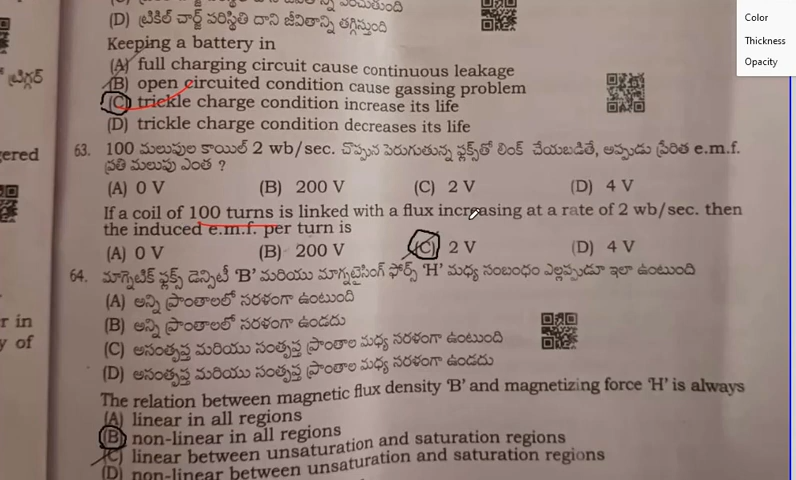 (D) ట్రికిల్ చార్జ్ పరిస్థితి దాని జీవితాన్ని తగ్గిస్తుంది
Keeping a battery in
(A) full charging circuit cause continuous leakage
(B) open circuited condition cause gassing problem
(C) trickle charge condition increase its life
(D) trickle charge condition decreases its life
63. 100 మలుపుల కాయిల్ 2 wb/sec. చొప్పున పెరుగుతున్న ఫ్లక్స్‌తో లింక్ చేయబడితే, అప్పుడు ప్రేరిత e.m.f.
ప్రతి మలుపు ఎంత ?
(A) 0 V (B) 200 V (C) 2 V (D) 4 V
If a coil of 100 turns is linked with a flux increasing at a rate of 2 wb/sec. then
the induced e.m.f. per turn is
(A) 0 V (B) 200 V (C) 2 V (D) 4 V
64. మాగ్నెటిక్ ఫ్లక్స్ డెన్సిటీ 'B' మరియు మాగ్నటైసింగ్ ఫోర్స్ 'H' మధ్య సంబంధం ఎల్లప్పుడూ ఇలా ఉంటుంది
(A) అన్ని ప్రాంతాలలో సరళంగా ఉంటుంది
(B) అన్ని ప్రాంతాలలో సరళంగా ఉండదు
(C) అసంతృప్త మరియు సంతృప్త ప్రాంతాల మధ్య సరళంగా ఉంటుంది
(D) అసంతృప్త మరియు సంతృప్త ప్రాంతాల మధ్య సరళంగా ఉండదు
The relation between magnetic flux density 'B' and magnetizing force 'H' is always
(A) linear in all regions
(B) non-linear in all regions
(C) linear between unsaturation and saturation regions
(D) non-linear between unsaturation and saturation regions
ట్రిగ్గర్
ered
r in
y of
Color
Thickness
Opacity